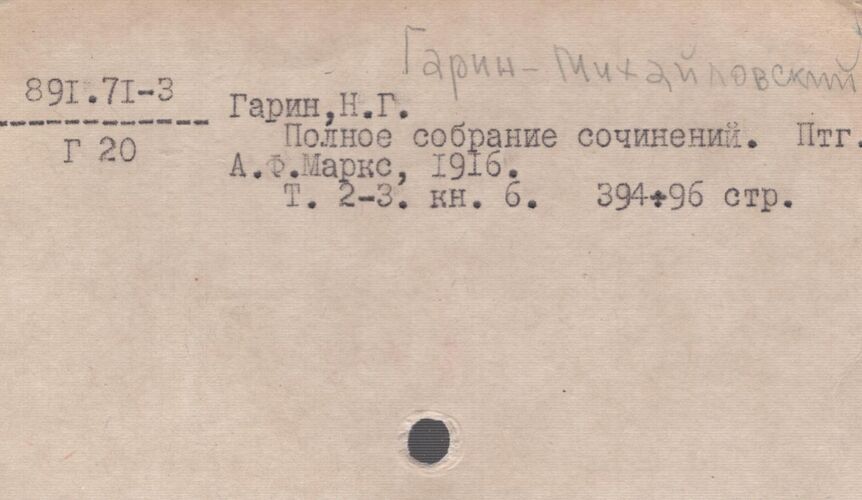 Гарин-Михайловский
891.71-3
Г 20
Гарин,Н.Г.
Полное собрание сочинений. Птг.
А.Ф.Маркс, 1916.
Т. 2-3. кн. 6. 394+96 стр.